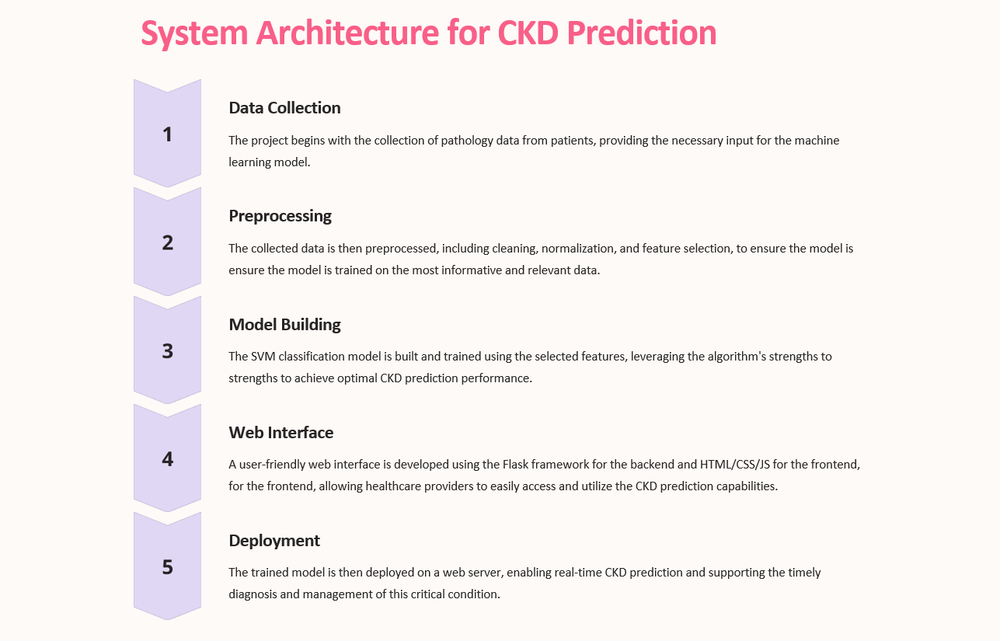 System Architecture for CKD Prediction
1
Data Collection
The project begins with the collection of pathology data from patients, providing the necessary input for the machine
learning model.
2
Preprocessing
The collected data is then preprocessed, including cleaning, normalization, and feature selection, to ensure the model is
ensure the model is trained on the most informative and relevant data.
3
Model Building
The SVM classification model is built and trained using the selected features, leveraging the algorithm's strengths to
strengths to achieve optimal CKD prediction performance.
4
Web Interface
A user-friendly web interface is developed using the Flask framework for the backend and HTML/CSS/JS for the frontend,
for the frontend, allowing healthcare providers to easily access and utilize the CKD prediction capabilities.
5
Deployment
The trained model is then deployed on a web server, enabling real-time CKD prediction and supporting the timely
diagnosis and management of this critical condition.